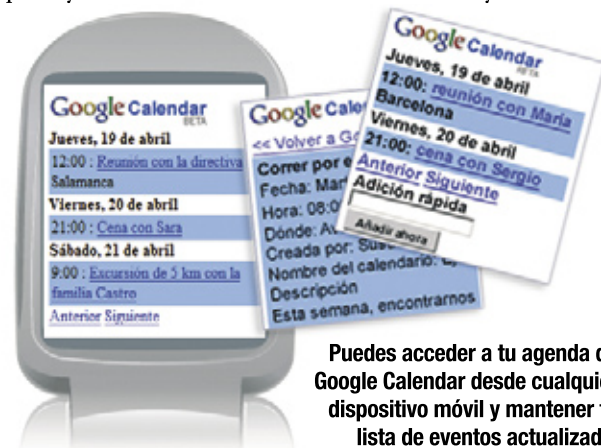 Google Calendar
BETA
Jueves, 19 de abril
12:00 : Reunión con la directiva
Salamanca
Viernes, 20 de abril
21:00 : Cena con Sara
Sábado, 21 de abril
9:00 : Excursión de 5 km con la
familia Castro
Anterior Siguiente
Google
<< Volver a
Correr por
Fecha:
Hora: 08:0
Dónde:
Creada por:
Nombre del calendario:
Descripción
Esta semana, encontrarnos
Google Calendar
BETA
Jueves, 19 de abril
12:00: reunión con María
Barcelona
Viernes, 20 de abril
21:00: cena con Sergio
Anterior Siguiente
Adición rápida
Añadir ahora
Puedes acceder a tu agenda
Google Calendar desde
dispositivo móvil y mantener
lista de eventos